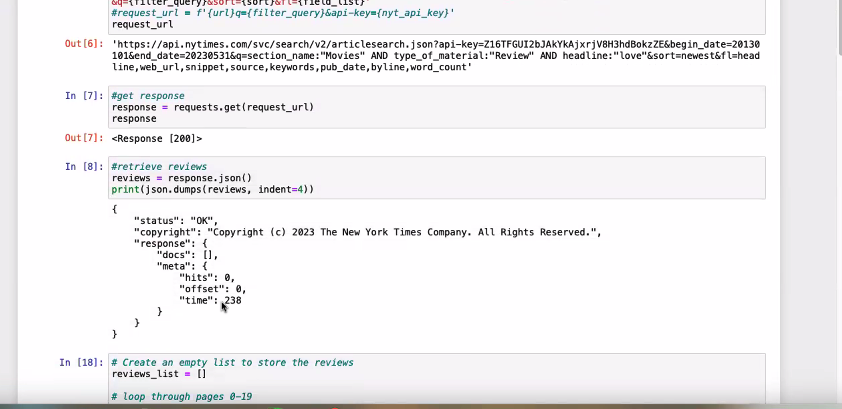 &q={filter_query}&sort={sort}&fl={field_list}'
#request_url = f'{url}q={filter_query}&api-key={nyt_api_key}'
request_url
Out[6]: 'https://api.nytimes.com/svc/search/v2/articlesearch.json?api-key=Z16TFGUI2bJAkYkAjxrjV8H3hdBokzZE&begin_date=20130
101&end_date=20230531&q=section_name:"Movies" AND type_of_material:"Review" AND headline:"love"&sort=newest&fl=head
line,web_url,snippet,source,keywords,pub_date,byline,word_count'
In [7]: #get response
response = requests.get(request_url)
response
Out[7]: <Response [200]>
In [8]: #retrieve reviews
reviews = response.json()
print(json.dumps(reviews, indent=4))
{
"status": "OK",
"copyright": "Copyright (c) 2023 The New York Times Company. All Rights Reserved.",
"response": {
"docs": [],
"meta": {
"hits": 0,
"offset": 0,
"time": 238
}
}
}
In [18]: # Create an empty list to store the reviews
reviews_list = []
# loop through pages 0-19